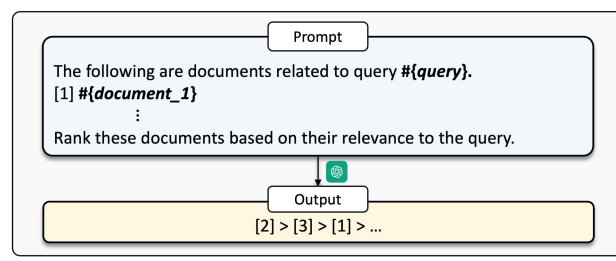 Prompt
The following are documents related to query #{query}.
[1] #{document_1}
⋮
Rank these documents based on their relevance to the query.
Output
[2] > [3] > [1] > ...